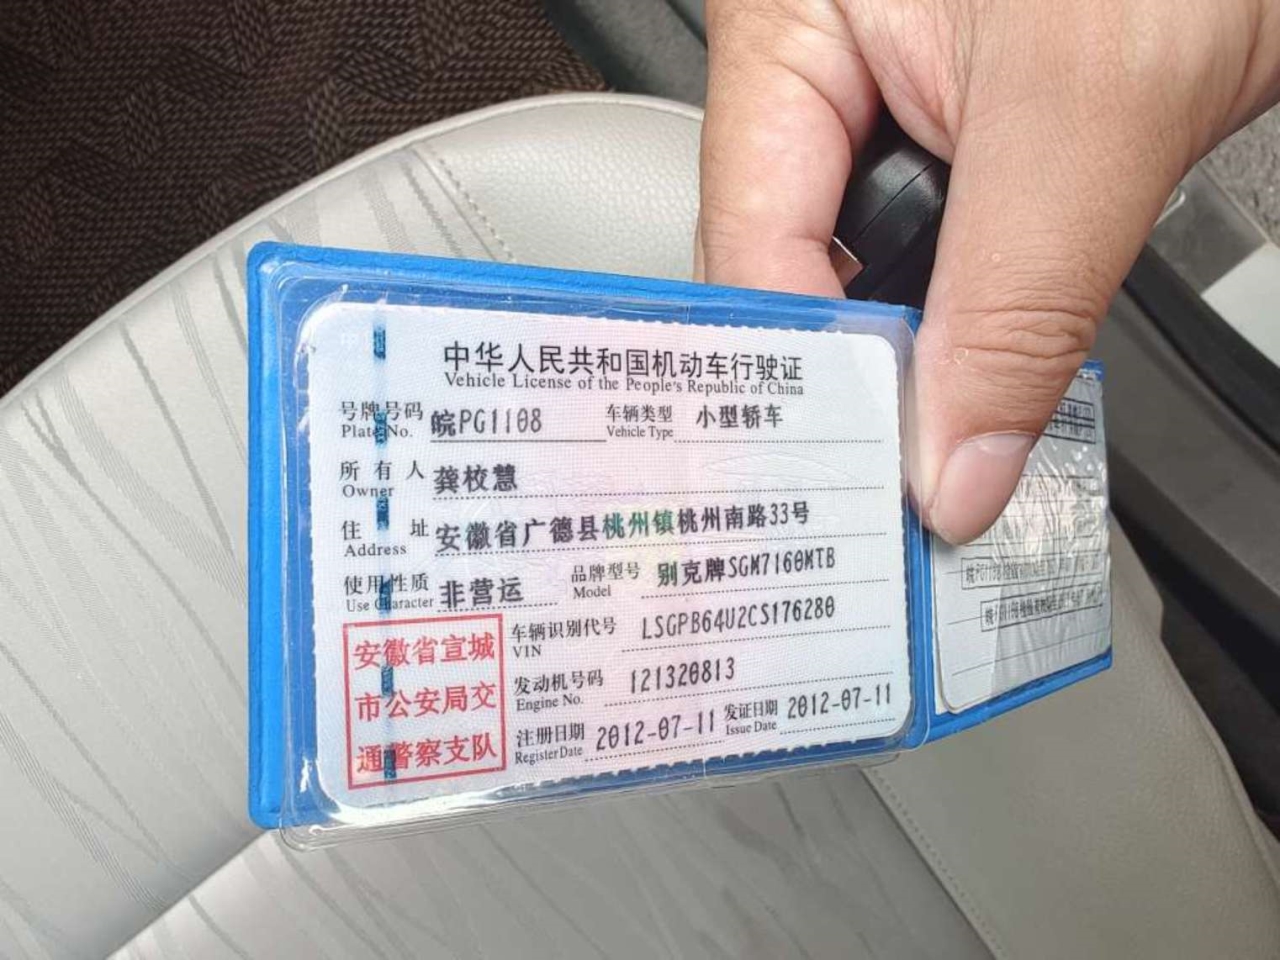 中华人民共和国机动车行驶证
Vehicle License of the People's Republic of China
号牌号码 皖PG1108 车辆类型 小型轿车
Plate No. Vehicle Type
所有人 龚校慧
Owner
住址 安徽省广德县桃州镇桃州南路33号
Address
使用性质 非营运 品牌型号 别克牌SGM7160MTB
Use Character Model
车辆识别代号 LSGPB64U2CS176280
VIN
发动机号码 121320813
Engine No.
注册日期 2012-07-11 发证日期 2012-07-11
Register Date Issue Date
安徽省宣城
市公安局交
通警察支队